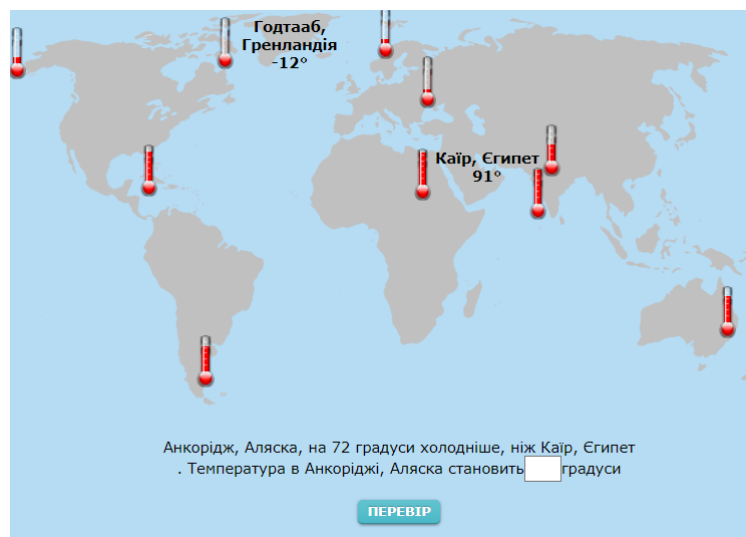 Годтааб,
Гренландія
-12°
Каїр, Єгипет
91°
Анкорідж, Аляска, на 72 градуси холодніше, ніж Каїр, Єгипет
. Температура в Анкоріджі, Аляска становить градуси
ПЕРЕВІР